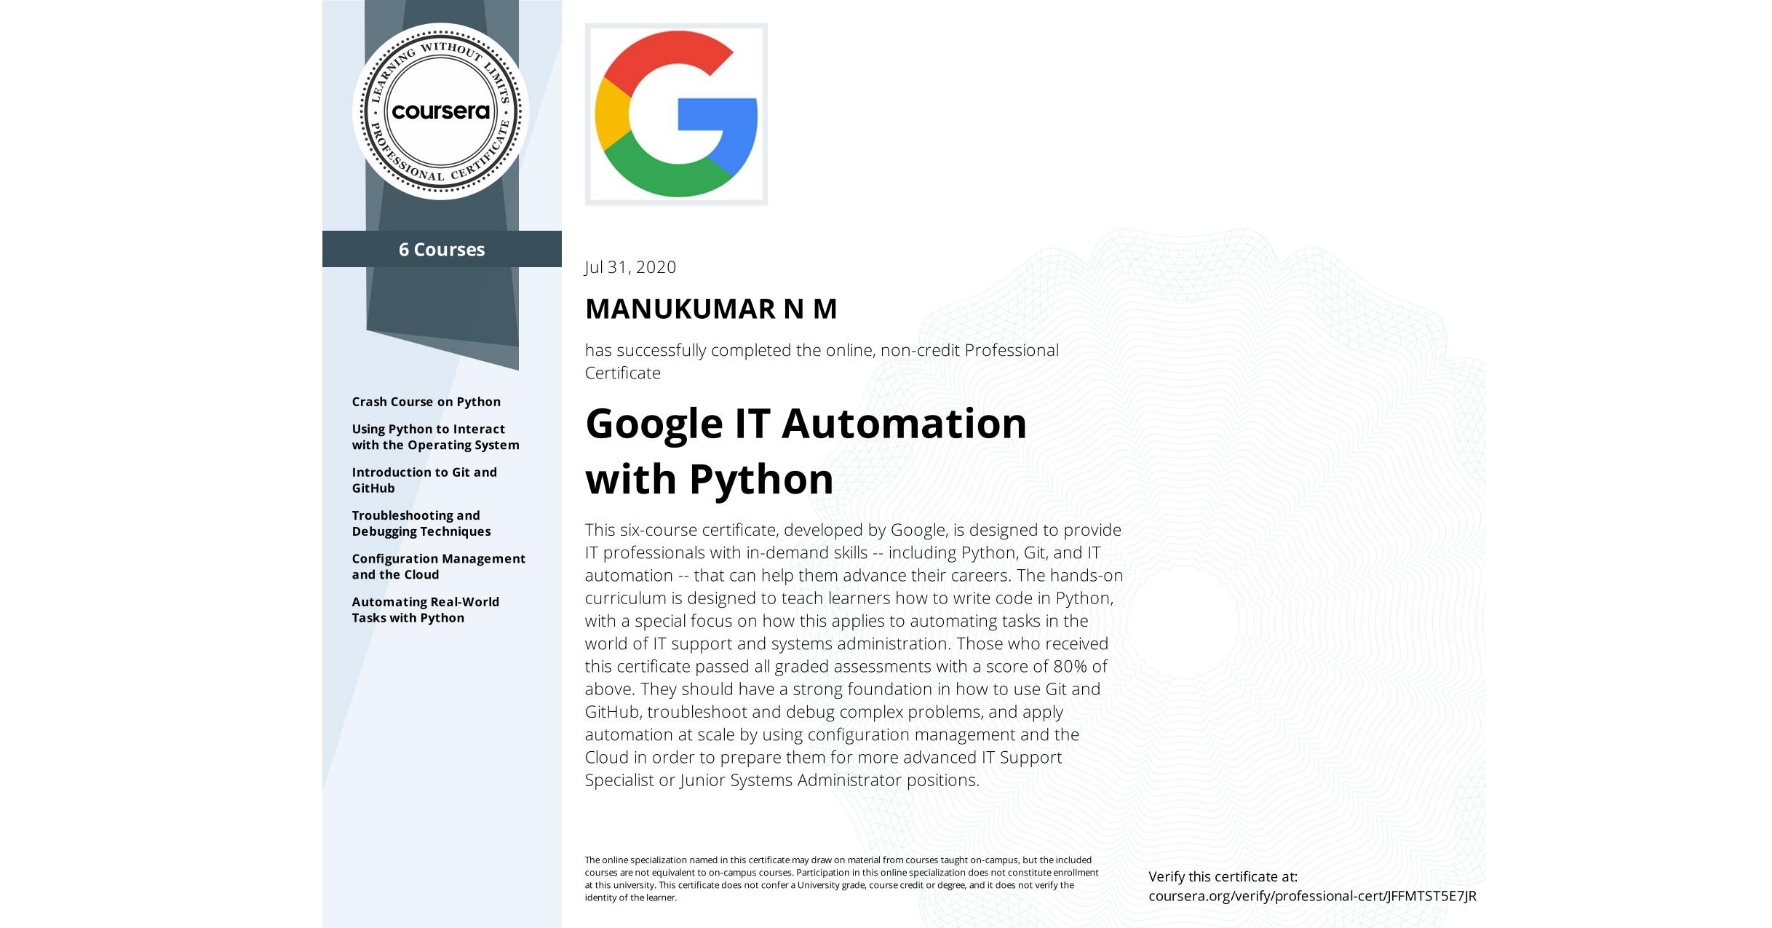 LEARNING WITHOUT LIMITS
coursera
PROFESSIONAL CERTIFICATE
6 Courses
Crash Course on Python
Using Python to Interact
with the Operating System
Introduction to Git and
GitHub
Troubleshooting and
Debugging Techniques
Configuration Management
and the Cloud
Automating Real-World
Tasks with Python
Jul 31, 2020
MANUKUMAR N M
has successfully completed the online, non-credit Professional
Certificate
Google IT Automation
with Python
This six-course certificate, developed by Google, is designed to provide
IT professionals with in-demand skills -- including Python, Git, and IT
automation -- that can help them advance their careers. The hands-on
curriculum is designed to teach learners how to write code in Python,
with a special focus on how this applies to automating tasks in the
world of IT support and systems administration. Those who received
this certificate passed all graded assessments with a score of 80% of
above. They should have a strong foundation in how to use Git and
GitHub, troubleshoot and debug complex problems, and apply
automation at scale by using configuration management and the
Cloud in order to prepare them for more advanced IT Support
Specialist or Junior Systems Administrator positions.
The online specialization named in this certificate may draw on material from courses taught on-campus, but the included
courses are not equivalent to on-campus courses. Participation in this online specialization does not constitute enrollment
at this university. This certificate does not confer a University grade, course credit or degree, and it does not verify the
identity of the learner.
Verify this certificate at:
coursera.org/verify/professional-cert/JFFMTST5E7JR